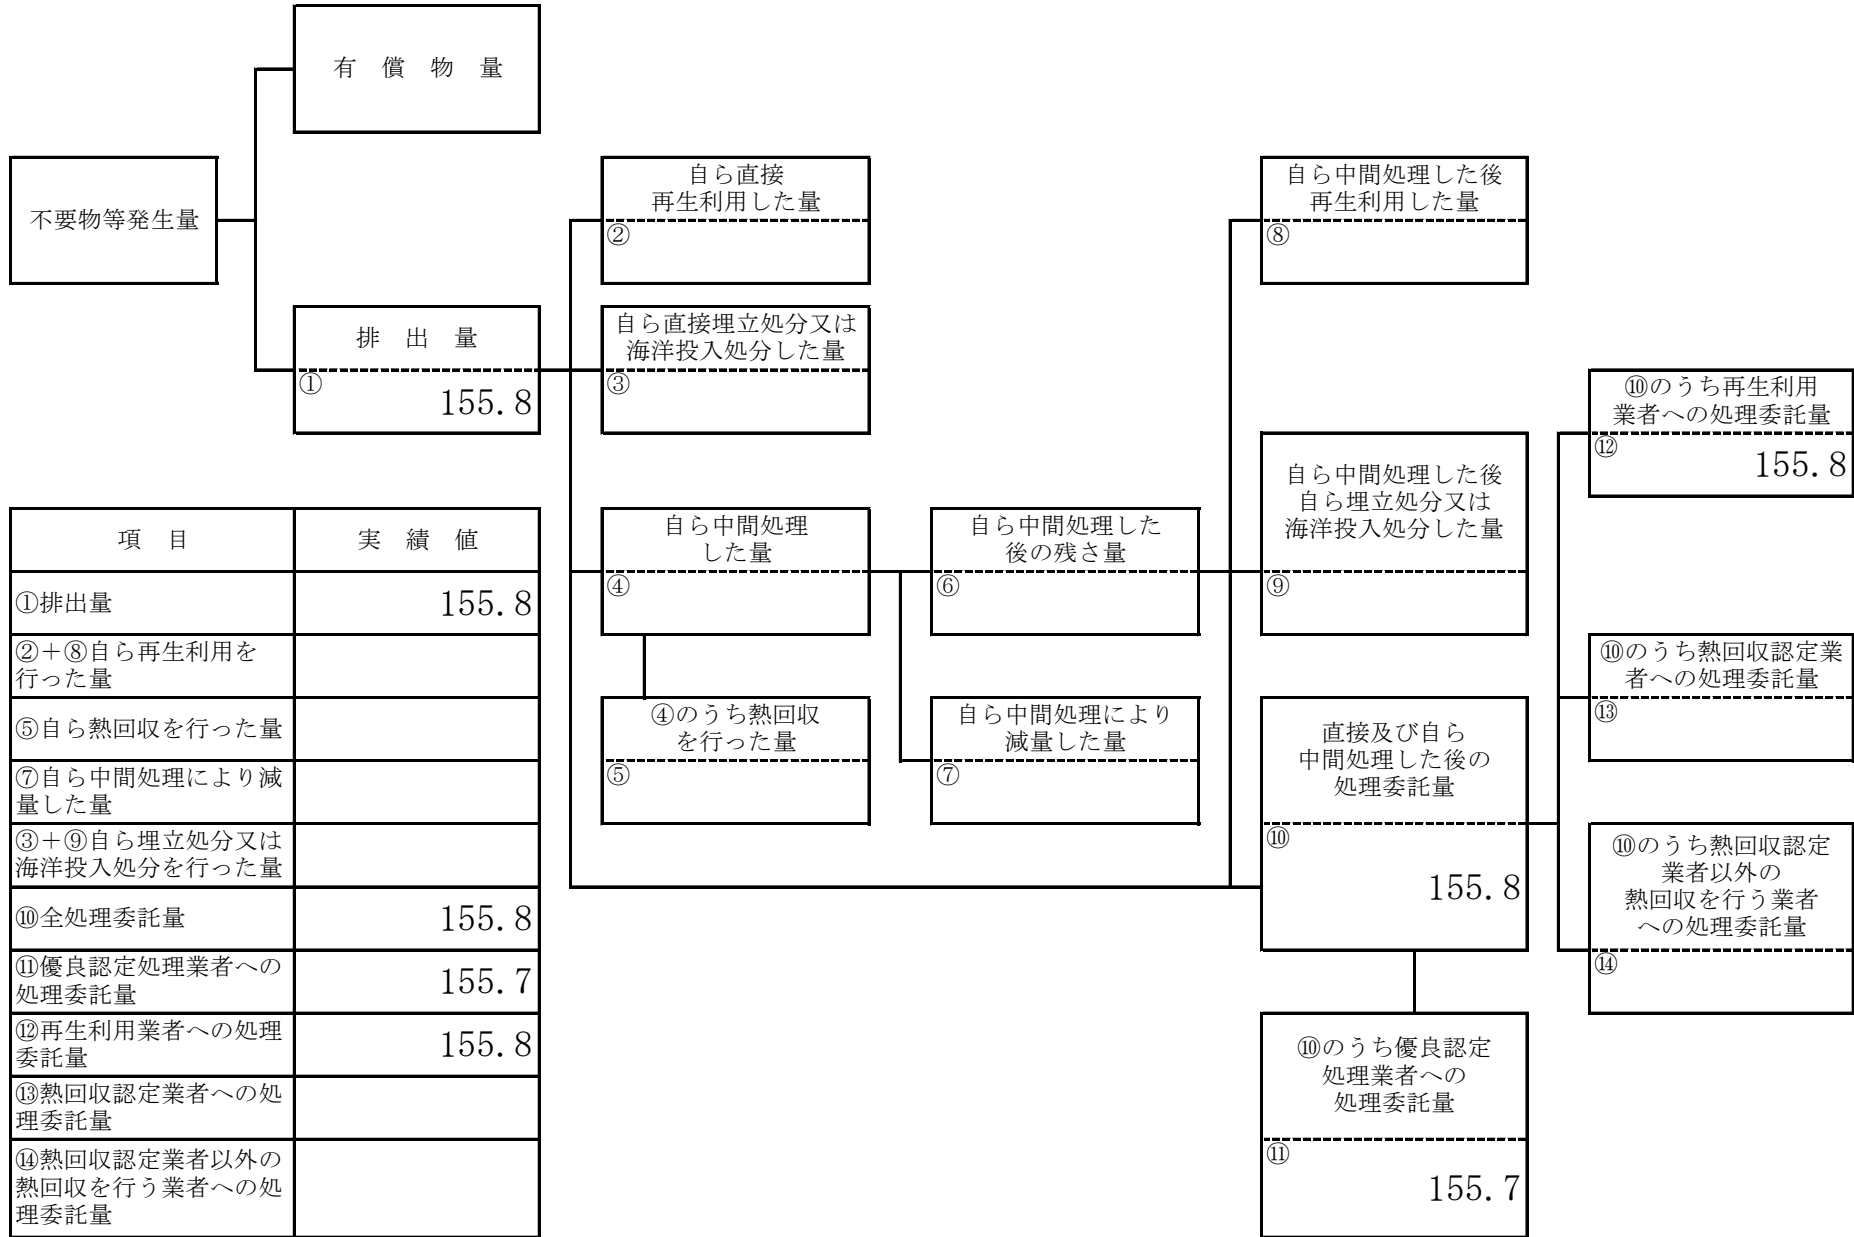 有　償　物　量
不要物等発生量
排　出　量
①
155.8
自ら直接
再生利用した量
②
自ら直接埋立処分又は
海洋投入処分した量
③
自ら中間処理
した量
④
④のうち熱回収
を行った量
⑤
自ら中間処理した
後の残さ量
⑥
自ら中間処理により
減量した量
⑦
自ら中間処理した後
再生利用した量
⑧
自ら中間処理した後
自ら埋立処分又は
海洋投入処分した量
⑨
直接及び自ら
中間処理した後の
処理委託量
⑩
155.8
⑩のうち優良認定
処理業者への
処理委託量
⑪
155.7
⑩のうち再生利用
業者への処理委託量
⑫
155.8
⑩のうち熱回収認定業
者への処理委託量
⑬
⑩のうち熱回収認定
業者以外の
熱回収を行う業者
への処理委託量
⑭
項　目　実　績　値
①排出量　155.8
②＋⑧自ら再生利用を
行った量
⑤自ら熱回収を行った量
⑦自ら中間処理により減
量した量
③＋⑨自ら埋立処分又は
海洋投入処分を行った量
⑩全処理委託量　155.8
⑪優良認定処理業者への
処理委託量　155.7
⑫再生利用業者への処理
委託量　155.8
⑬熱回収認定業者への処
理委託量
⑭熱回収認定業者以外の
熱回収を行う業者への処
理委託量